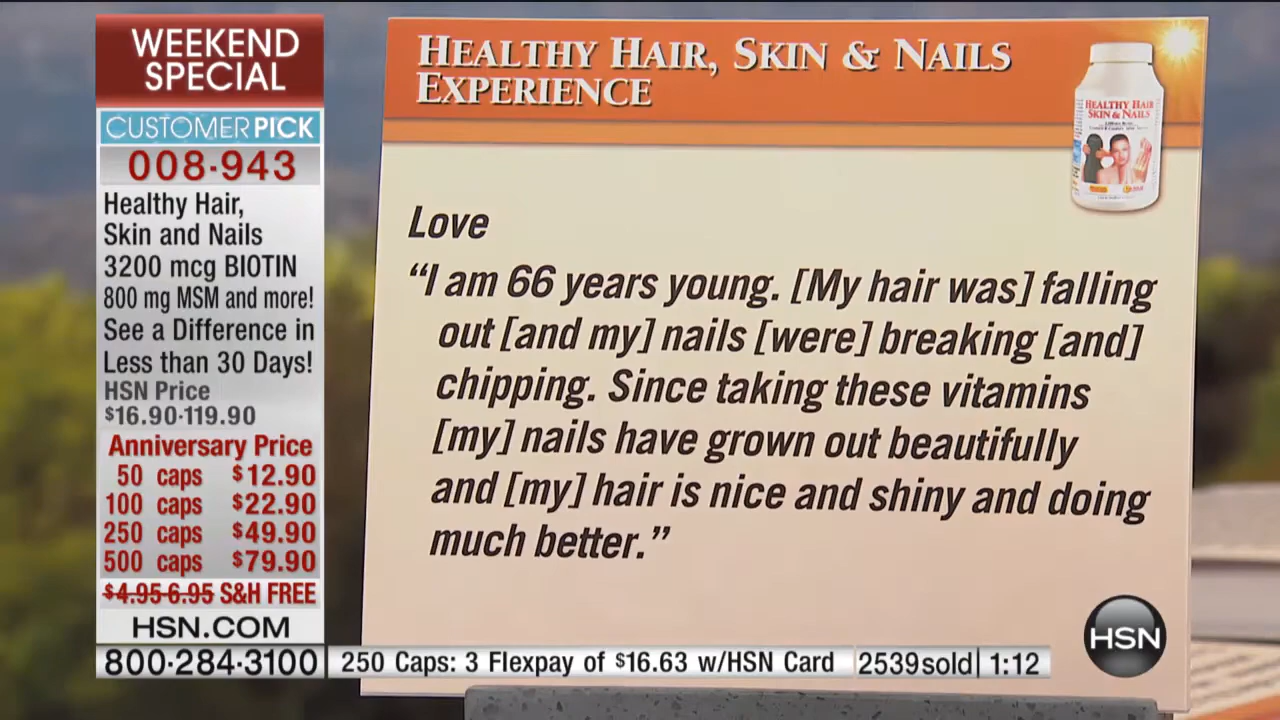 WEEKEND
SPECIAL
CUSTOMER PICK
008-943
Healthy Hair,
Skin and Nails
3200 mcg BIOTIN
800 mg MSM and more!
See a Difference in
Less than 30 Days!
HSN Price
$16.90-119.90
Anniversary Price
50 caps $12.90
100 caps $22.90
250 caps $49.90
500 caps $79.90
$4.95-6.95 S&H FREE
HSN.COM
800-284-3100
HEALTHY HAIR, SKIN & NAILS
EXPERIENCE
HEALTHY HAIR
SKIN & NAILS
Love
“I am 66 years young. [My hair was] falling
out [and my] nails [were] breaking [and]
chipping. Since taking these vitamins
[my] nails have grown out beautifully
and [my] hair is nice and shiny and doing
much better.”
HSN
250 Caps: 3 Flexpay of $16.63 w/HSN Card
2539 sold
1:12